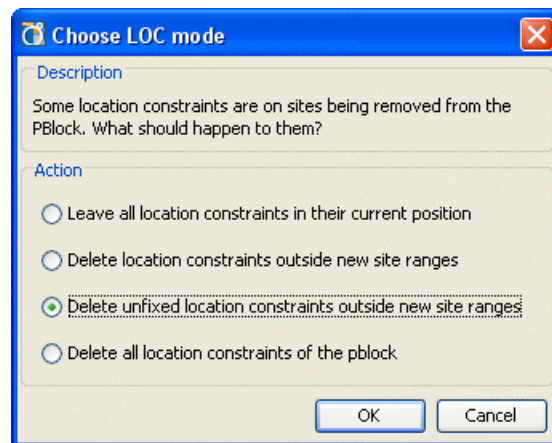 Choose LOC mode
Description
Some location constraints are on sites being removed from the
PBlock. What should happen to them?
Action
Leave all location constraints in their current position
Delete location constraints outside new site ranges
Delete unfixed location constraints outside new site ranges
Delete all location constraints of the pblock
OK Cancel